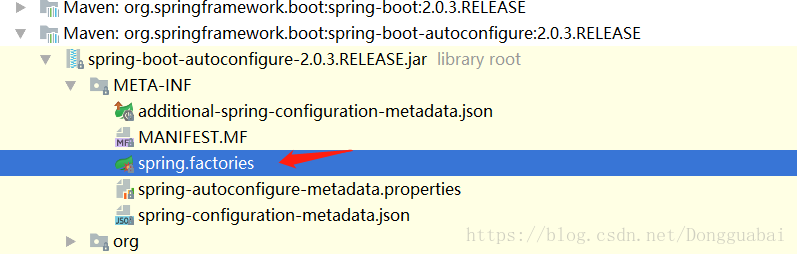 Maven: org.springframework.boot:spring-boot:2.0.3.RELEASE
Maven: org.springframework.boot:spring-boot-autoconfigure:2.0.3.RELEASE
spring-boot-autoconfigure-2.0.3.RELEASE.jar library root
META-INF
additional-spring-configuration-metadata.json
MF MANIFEST.MF
spring.factories
spring-autoconfigure-metadata.properties
JSON spring-configuration-metadata.json
org
https://blog.csdn.net/Dongguabai